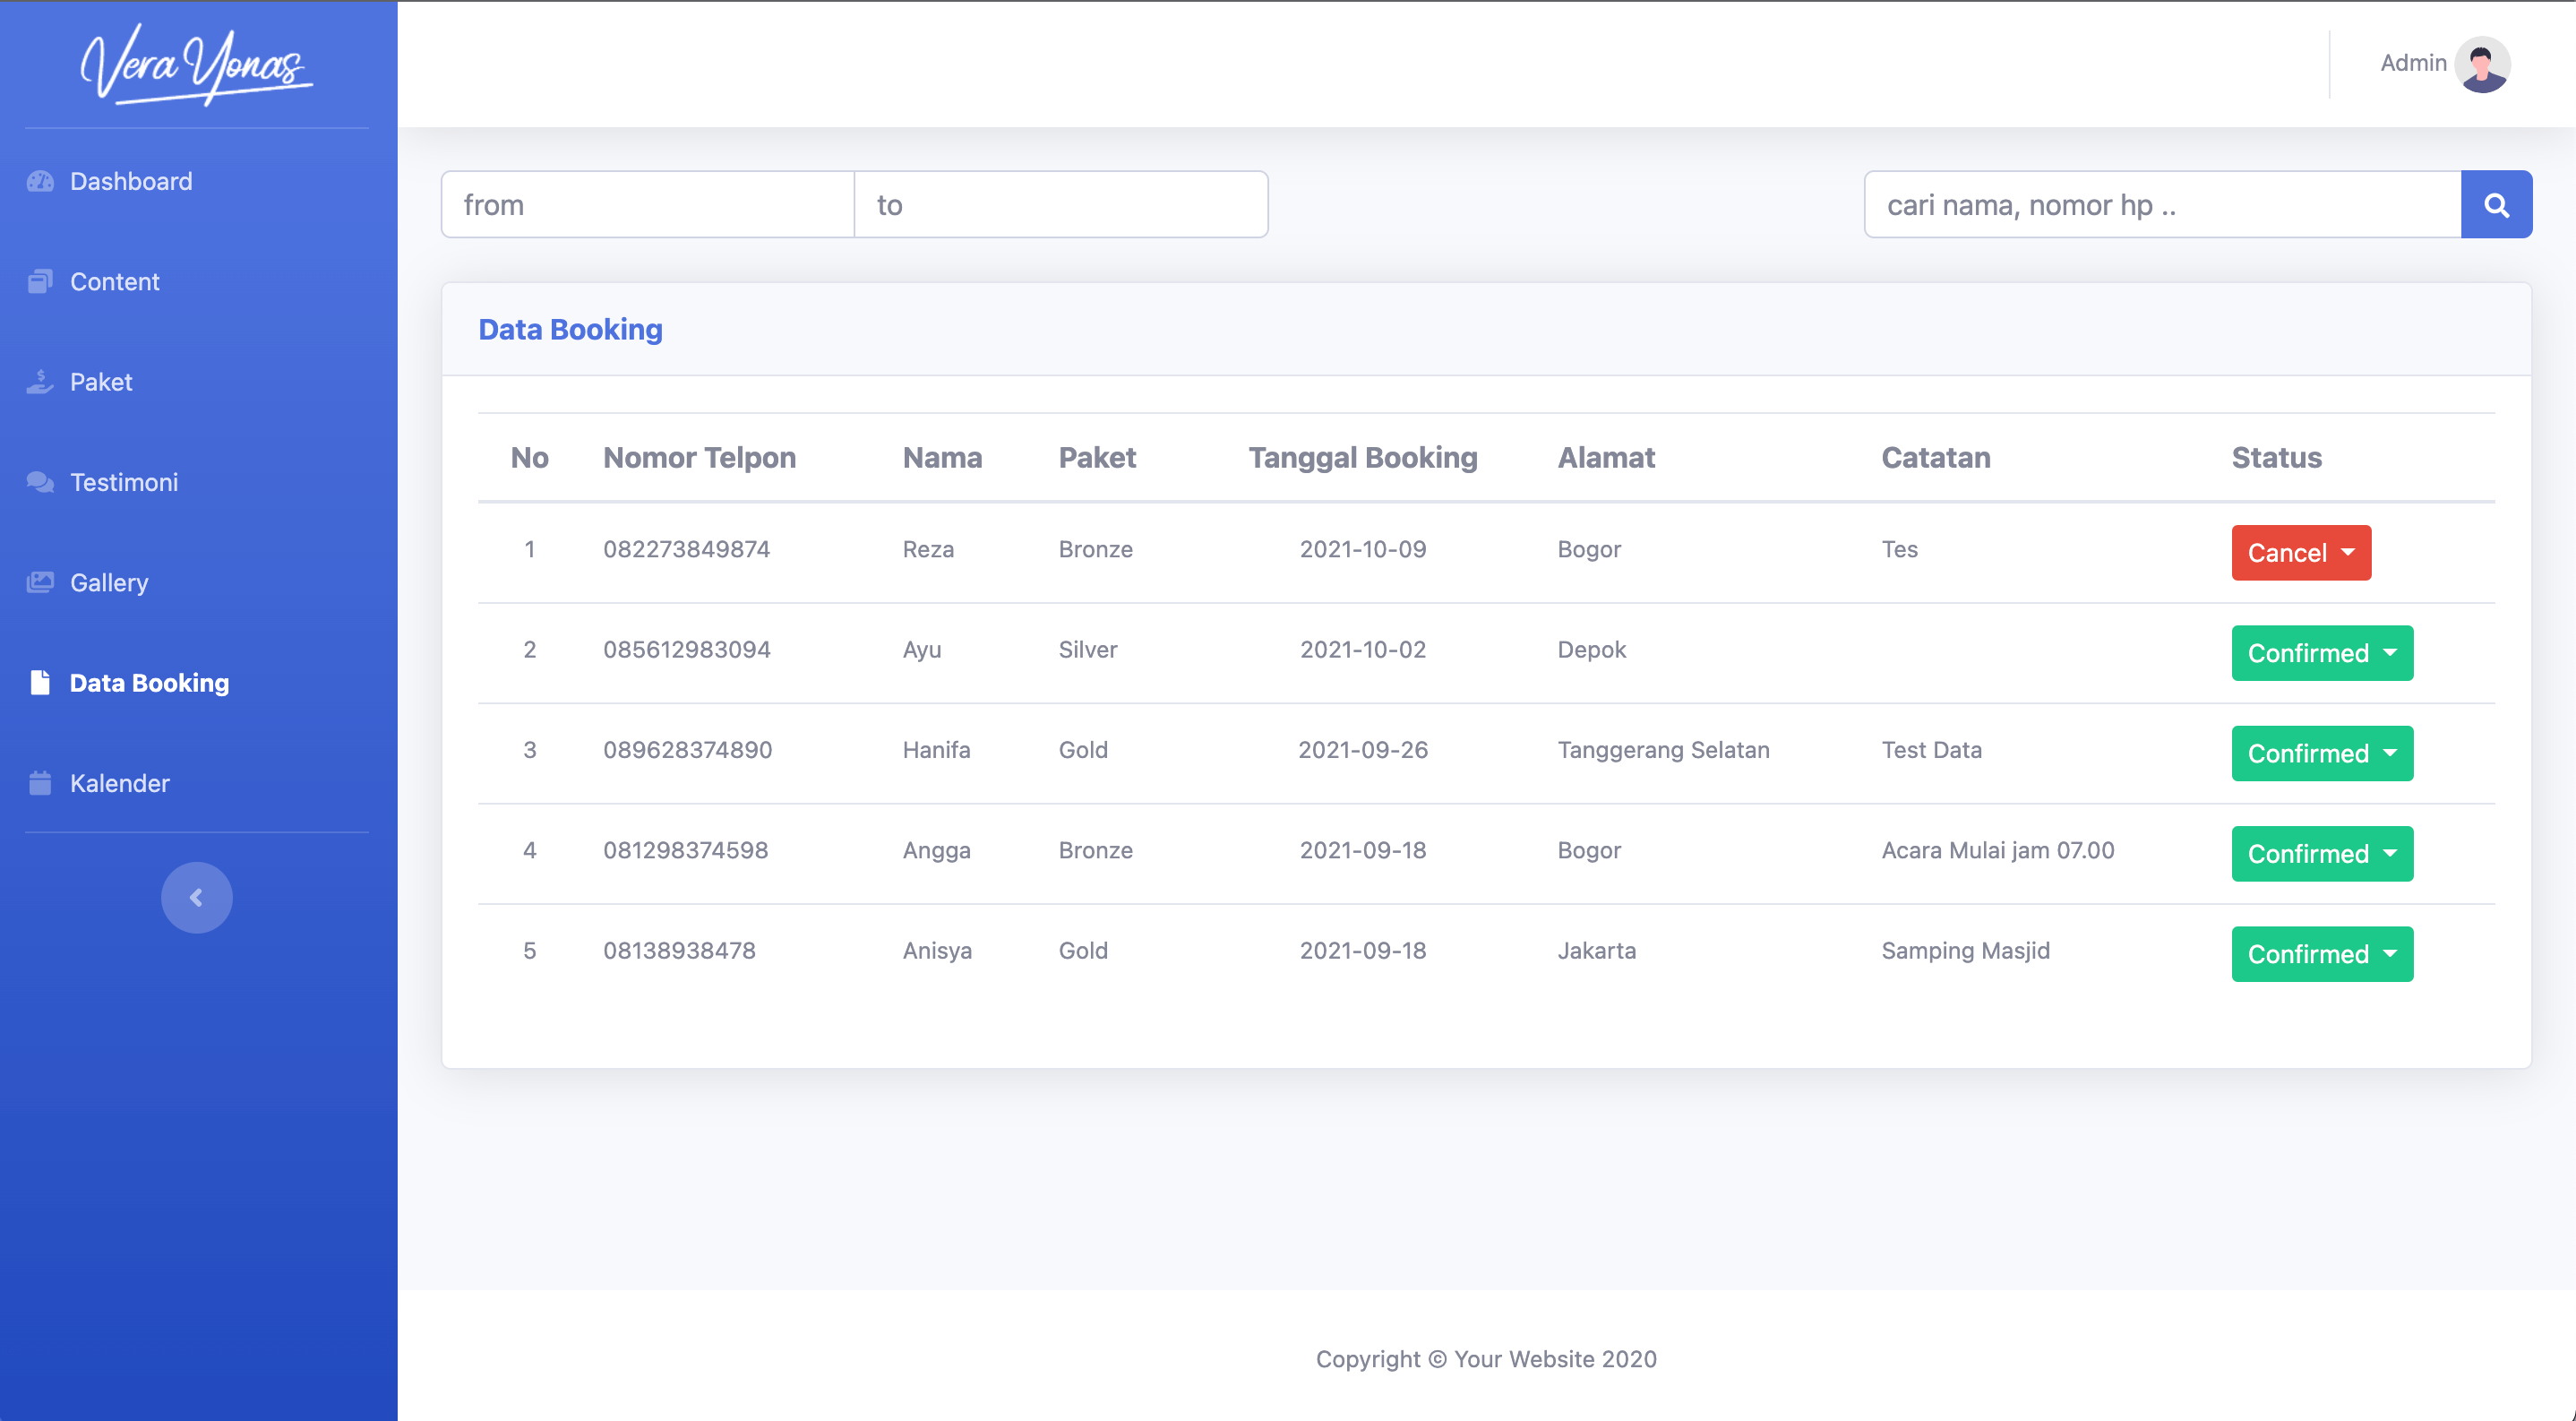 Vera Yonas
Admin
Dashboard
Content
Paket
Testimoni
Gallery
Data Booking
Kalender
from
to
cari nama, nomor hp ..
Data Booking
No Nomor Telpon Nama Paket Tanggal Booking Alamat Catatan Status
1 082273849874 Reza Bronze 2021-10-09 Bogor Tes Cancel
2 085612983094 Ayu Silver 2021-10-02 Depok Confirmed
3 089628374890 Hanifa Gold 2021-09-26 Tanggerang Selatan Test Data Confirmed
4 081298374598 Angga Bronze 2021-09-18 Bogor Acara Mulai jam 07.00 Confirmed
5 08138938478 Anisya Gold 2021-09-18 Jakarta Samping Masjid Confirmed
Copyright © Your Website 2020